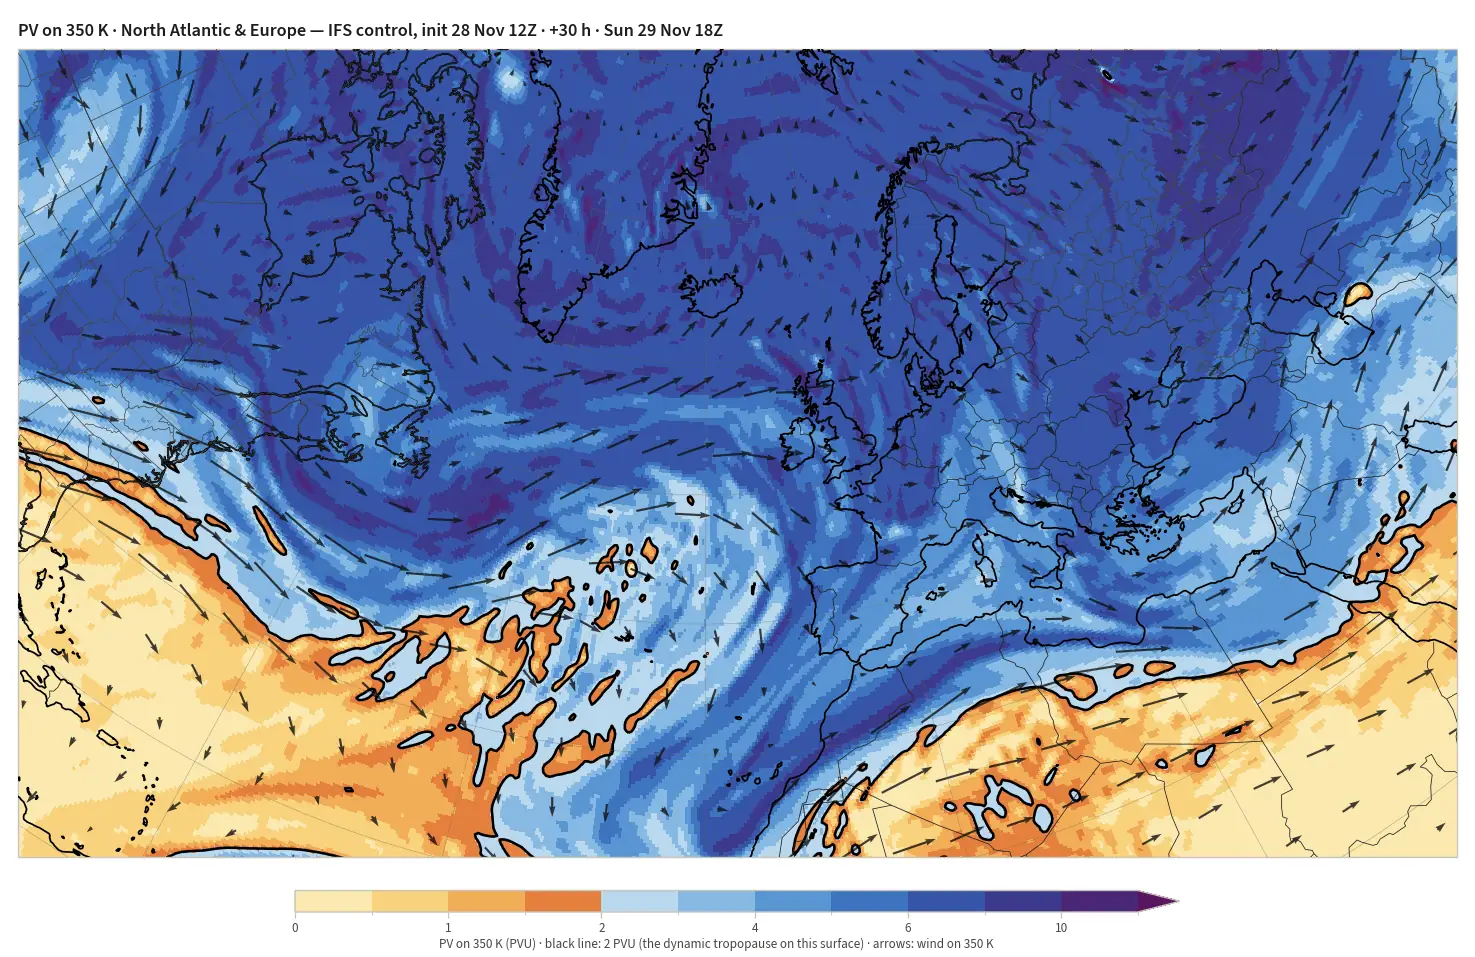 PV on 350 K · North Atlantic & Europe — IFS control, init 28 Nov 12Z · +30 h · Sun 29 Nov 18Z
0 1 2 4 6 10
PV on 350 K (PVU) · black line: 2 PVU (the dynamic tropopause on this surface) · arrows: wind on 350 K